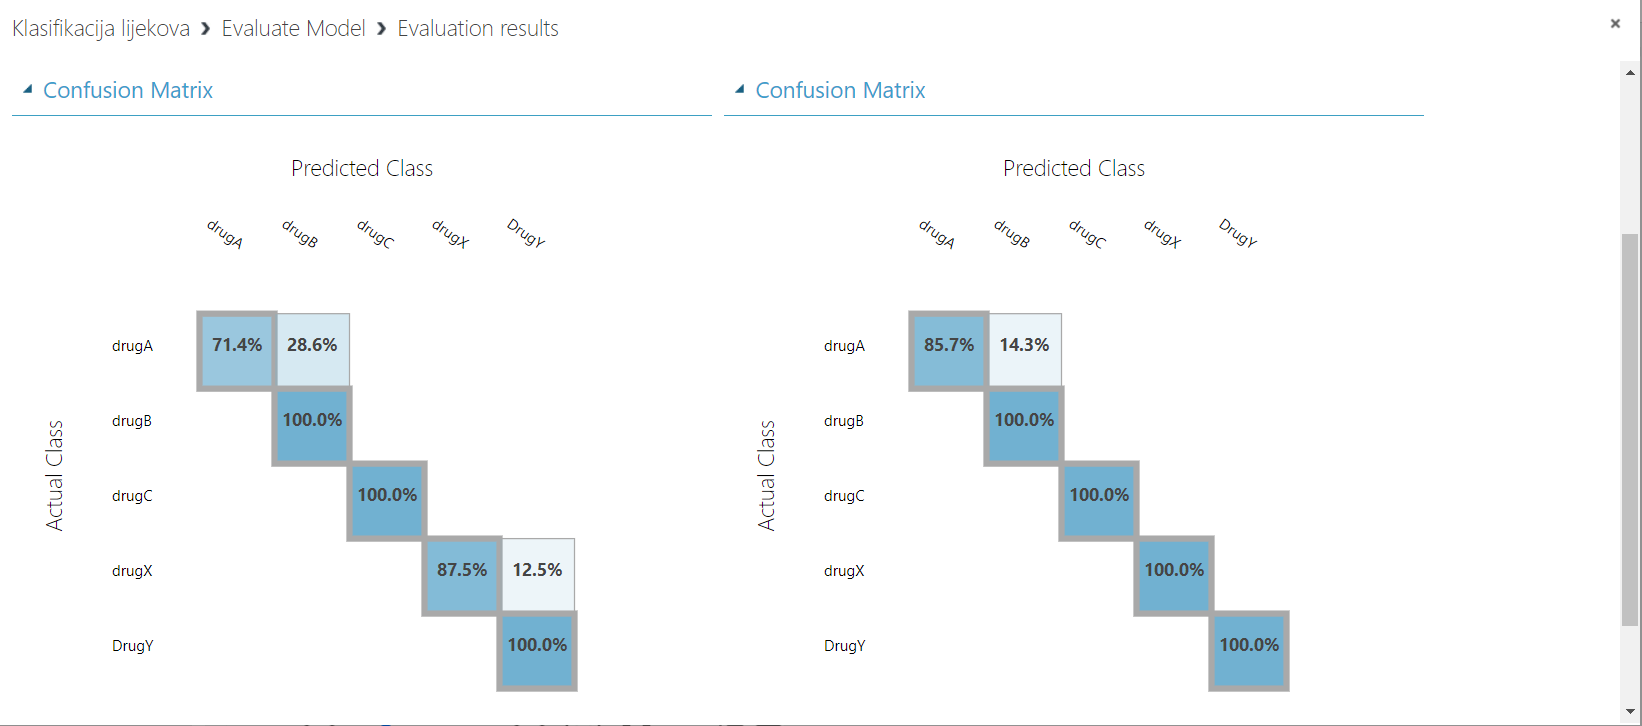 Klasifikacija lijekova › Evaluate Model › Evaluation results
Confusion Matrix
Predicted Class
drugA drugB drugC drugX DrugY
Actual Class
drugA 71.4% 28.6%
drugB 100.0%
drugC 100.0%
drugX 87.5% 12.5%
DrugY 100.0%
Confusion Matrix
Predicted Class
drugA drugB drugC drugX DrugY
Actual Class
drugA 85.7% 14.3%
drugB 100.0%
drugC 100.0%
drugX 100.0%
DrugY 100.0%